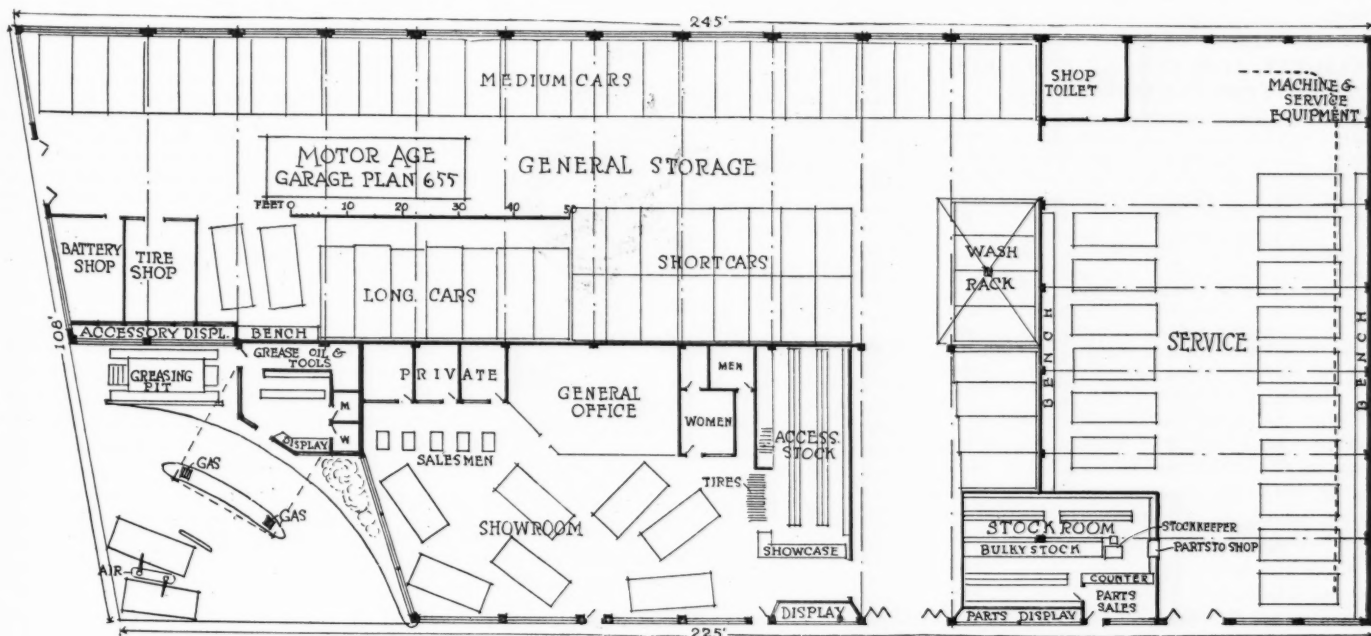 245'
MEDIUM CARS
SHOP
TOILET
MACHINE &
SERVICE
EQUIPMENT
MOTOR AGE
GARAGE PLAN 655
GENERAL STORAGE
FEET 0 10 20 30 40 50
BATTERY
SHOP
TIRE
SHOP
LONG. CARS
SHORT CARS
WASH
RACK
SERVICE
BENCH
BENCH
108'
ACCESSORY DISPL.
BENCH
GREASING
PIT
GREASE OIL &
TOOLS
M
W
DISPLAY
PRIVATE
GENERAL
OFFICE
MEN
WOMEN
ACCESS.
STOCK
SALESMEN
TIRES
GAS
GAS
AIR
SHOWROOM
SHOWCASE
DISPLAY
STOCK ROOM
BULKY STOCK
STOCKKEEPER
PARTS TO SHOP
COUNTER
PARTS
SALES
PARTS DISPLAY
225'